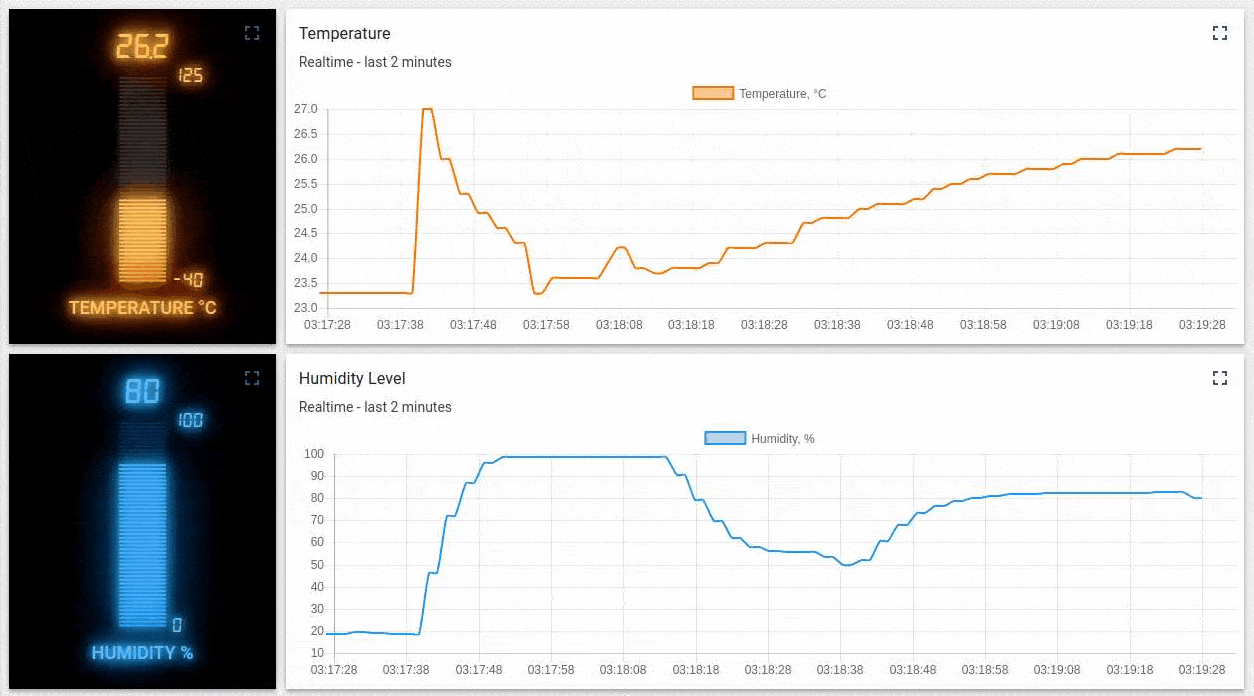 26.2
125
-40
TEMPERATURE °C
Temperature
Realtime - last 2 minutes
Temperature, °C
27.0
26.5
26.0
25.5
25.0
24.5
24.0
23.5
23.0
03:17:28 03:17:38 03:17:48 03:17:58 03:18:08 03:18:18 03:18:28 03:18:38 03:18:48 03:18:58 03:19:08 03:19:18 03:19:28
80
100
0
HUMIDITY %
Humidity Level
Realtime - last 2 minutes
Humidity, %
100
90
80
70
60
50
40
30
20
10
03:17:28 03:17:38 03:17:48 03:17:58 03:18:08 03:18:18 03:18:28 03:18:38 03:18:48 03:18:58 03:19:08 03:19:18 03:19:28